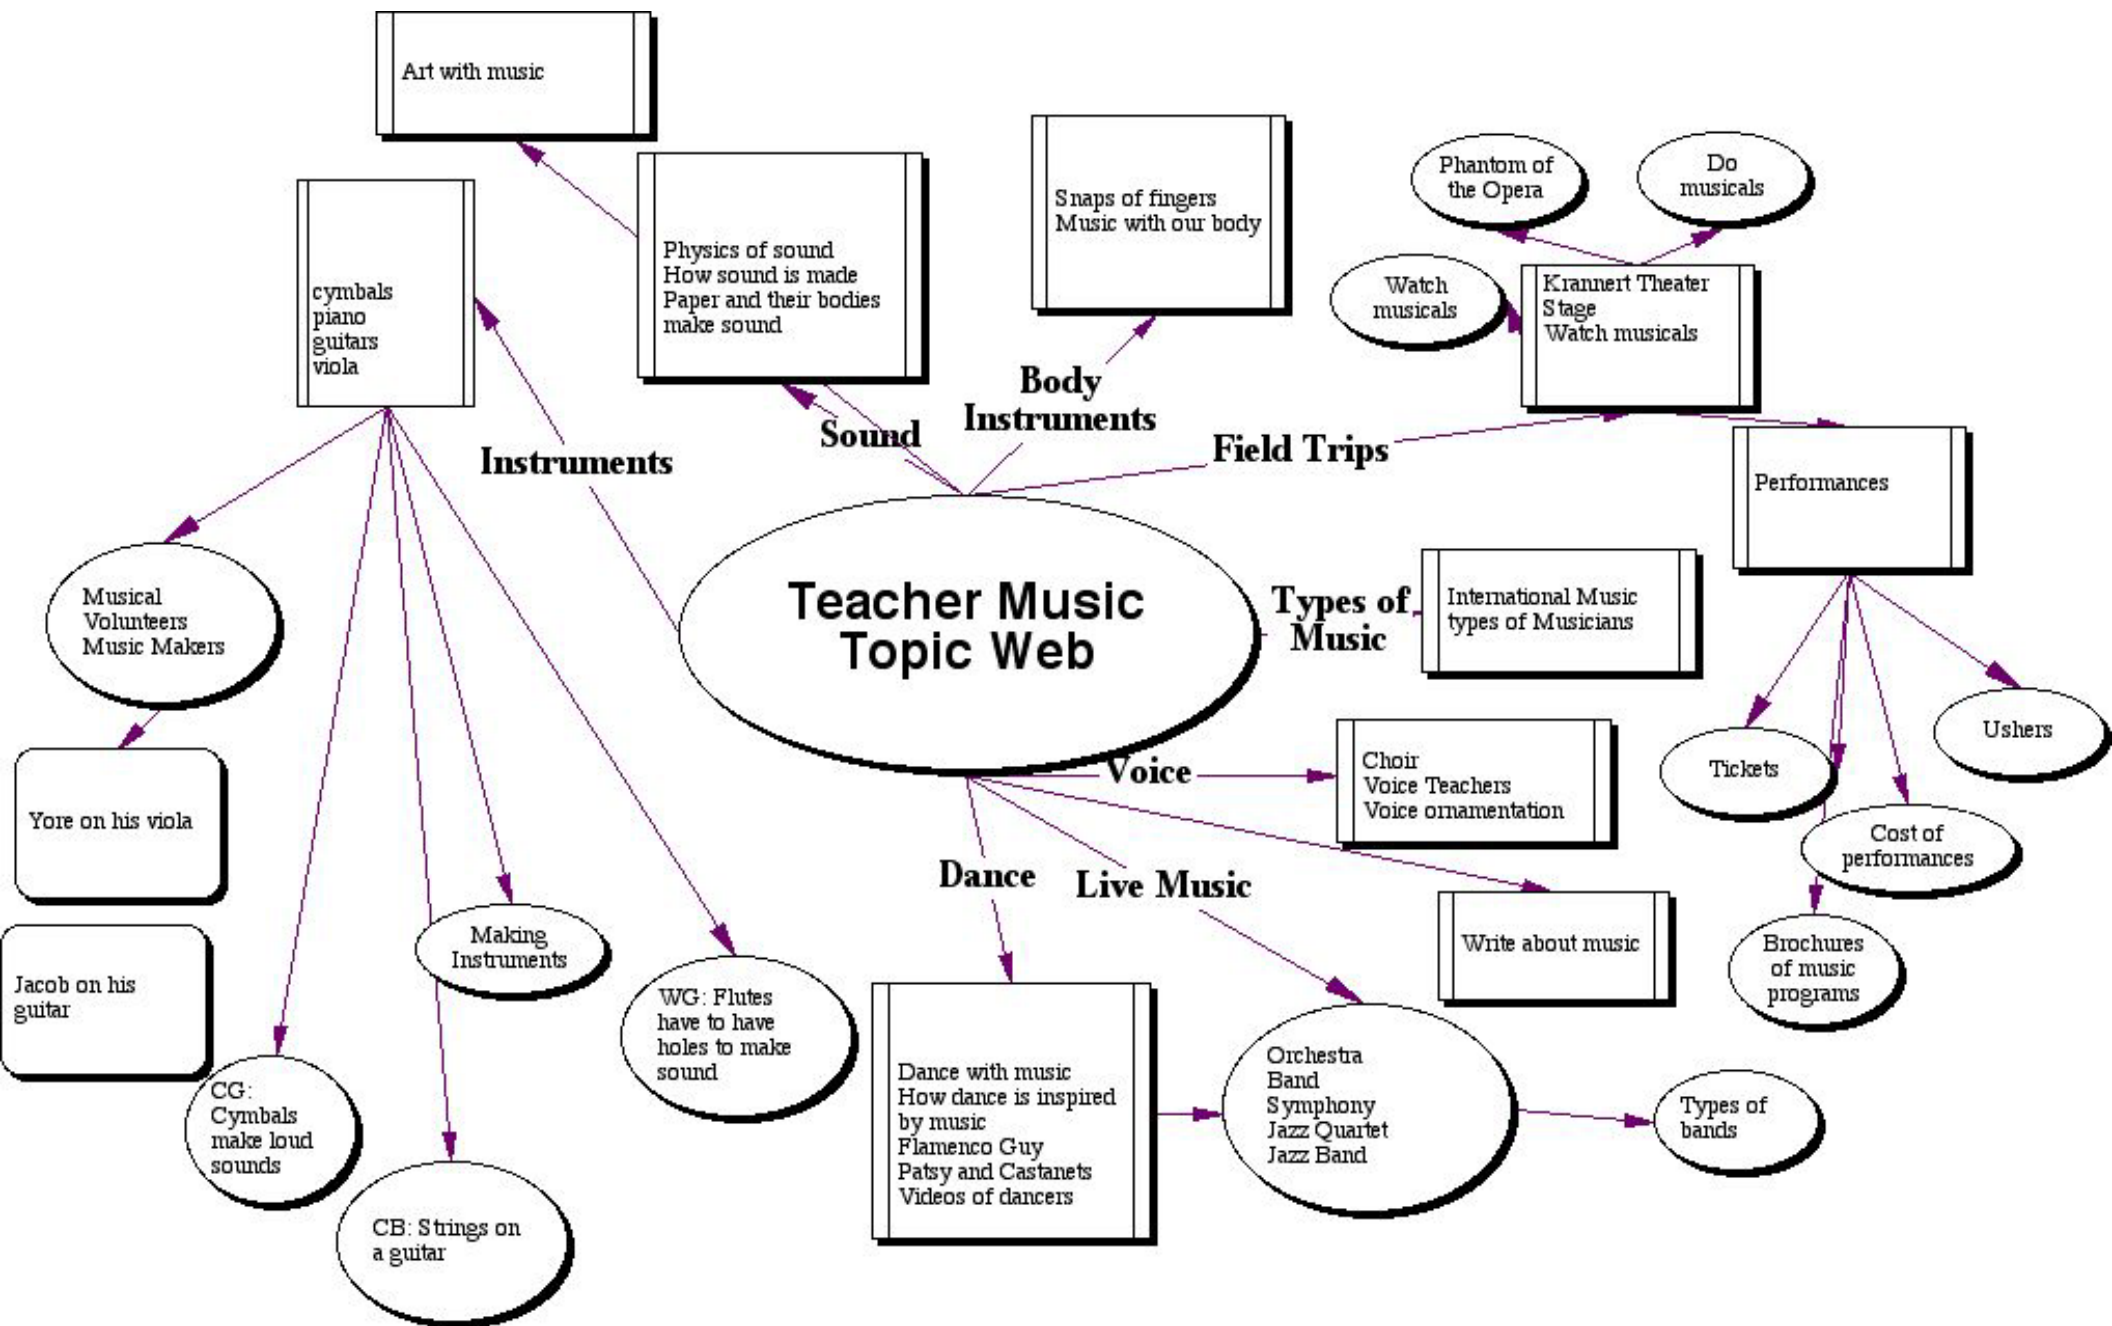 Art with music
Snaps of fingers
Music with our body
Phantom of
the Opera
Do
musicals
Physics of sound
How sound is made
Paper and their bodies
make sound
cymbals
piano
guitars
viola
Watch
musicals
Krannert Theater
Stage
Watch musicals
Body
Instruments
Sound
Field Trips
Instruments
Performances
Teacher Music
Topic Web
Types of
Music
International Music
types of Musicians
Musical
Volunteers
Music Makers
Ushers
Tickets
Voice
Choir
Voice Teachers
Voice ornamentation
Yore on his viola
Cost of
performances
Dance
Live Music
Write about music
Making
Instruments
Brochures
of music
programs
Jacob on his
guitar
WG: Flutes
have to have
holes to make
sound
CG:
Cymbals
make loud
sounds
Dance with music
How dance is inspired
by music
Flamenco Guy
Patsy and Castanets
Videos of dancers
Orchestra
Band
Symphony
Jazz Quartet
Jazz Band
Types of
bands
CB: Strings on
a guitar